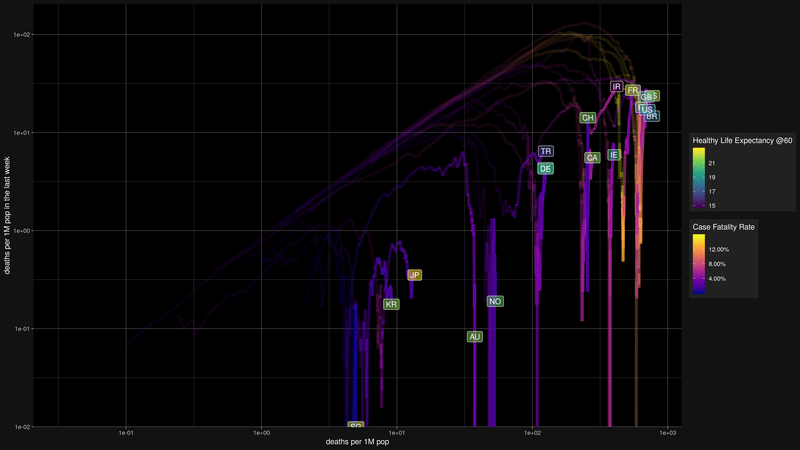 1e+02
1e+01
1e+00
1e-01
1e-02
deaths per 1M pop in the last week
IR
FR
GB
US
BR
CH
CA
IE
TR
DE
JP
KR
NO
AU
SG
1e-01
1e+00
1e+01
1e+02
1e+03
deaths per 1M pop
Healthy Life Expectancy @60
21
19
17
15
Case Fatality Rate
12.00%
8.00%
4.00%